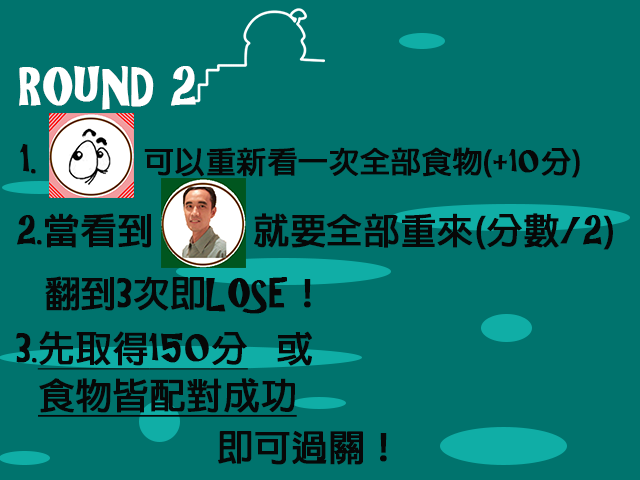 ROUND 2
1. 可以重新看一次全部食物(+10分)
2.當看到 就要全部重來(分數/2)
翻到3次即LOSE！
3.先取得150分 或
食物皆配對成功
即可過關！